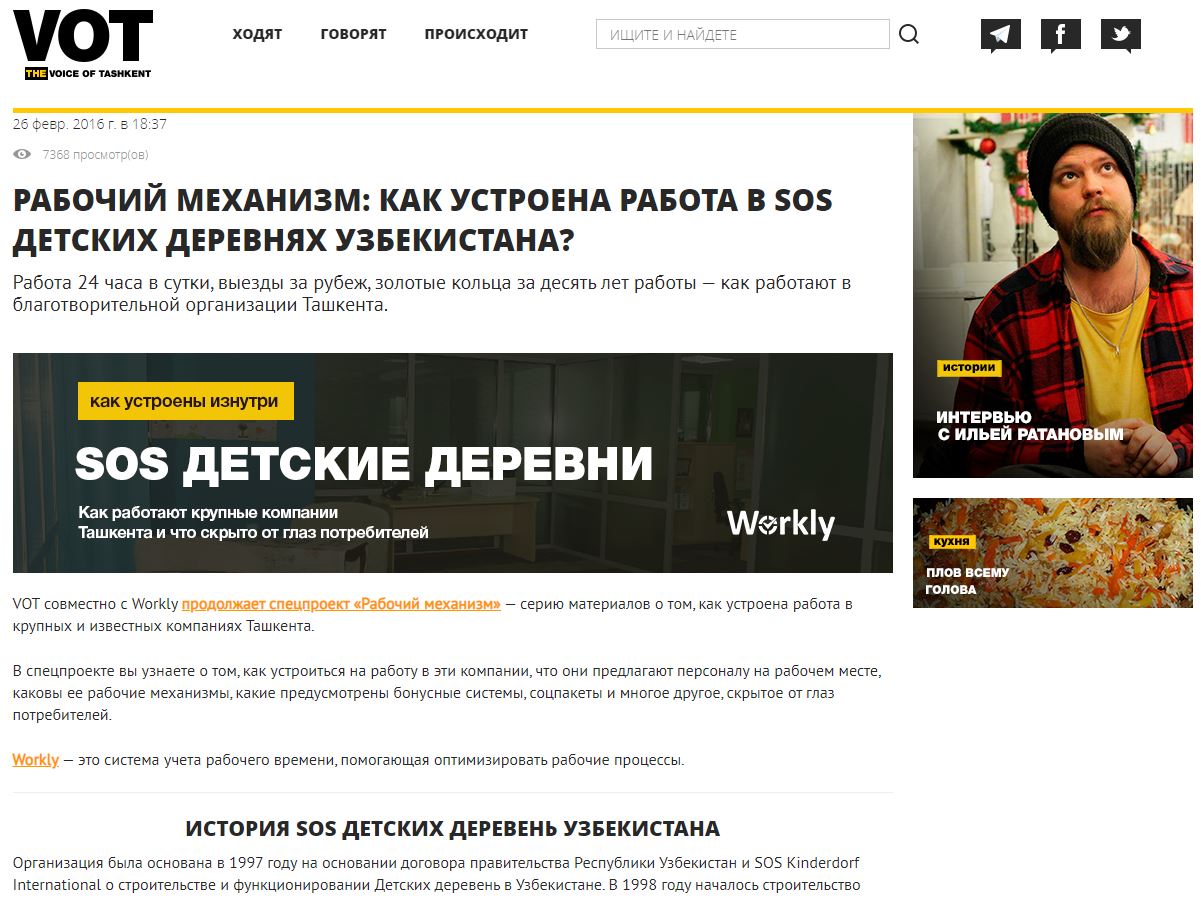 VOT
THE VOICE OF TASHKENT
ХОДЯТ ГОВОРЯТ ПРОИСХОДИТ
ИЩИТЕ И НАЙДЕТЕ
26 февр. 2016 г. в 18:37
7368 просмотр(ов)
РАБОЧИЙ МЕХАНИЗМ: КАК УСТРОЕНА РАБОТА В SOS
ДЕТСКИХ ДЕРЕВНЯХ УЗБЕКИСТАНА?
Работа 24 часа в сутки, выезды за рубеж, золотые кольца за десять лет работы — как работают в
благотворительной организации Ташкента.
как устроены изнутри
SOS ДЕТСКИЕ ДЕРЕВНИ
Как работают крупные компании
Ташкента и что скрыто от глаз потребителей
Workly
VOT совместно с Workly продолжает спецпроект «Рабочий механизм» — серию материалов о том, как устроена работа в
крупных и известных компаниях Ташкента.
В спецпроекте вы узнаете о том, как устроиться на работу в эти компании, что они предлагают персоналу на рабочем месте,
каковы ее рабочие механизмы, какие предусмотрены бонусные системы, соцпакеты и многое другое, скрытое от глаз
потребителей.
Workly — это система учета рабочего времени, помогающая оптимизировать рабочие процессы.
ИСТОРИЯ SOS ДЕТСКИХ ДЕРЕВЕНЬ УЗБЕКИСТАНА
Организация была основана в 1997 году на основании договора правительства Республики Узбекистан и SOS Kinderdorf
International о строительстве и функционировании Детских деревень в Узбекистане. В 1998 году началось строительство
истории
ИНТЕРВЬЮ
С ИЛЬЕЙ РАТАНОВЫМ
кухня
ПЛОВ ВСЕМУ
ГОЛОВА